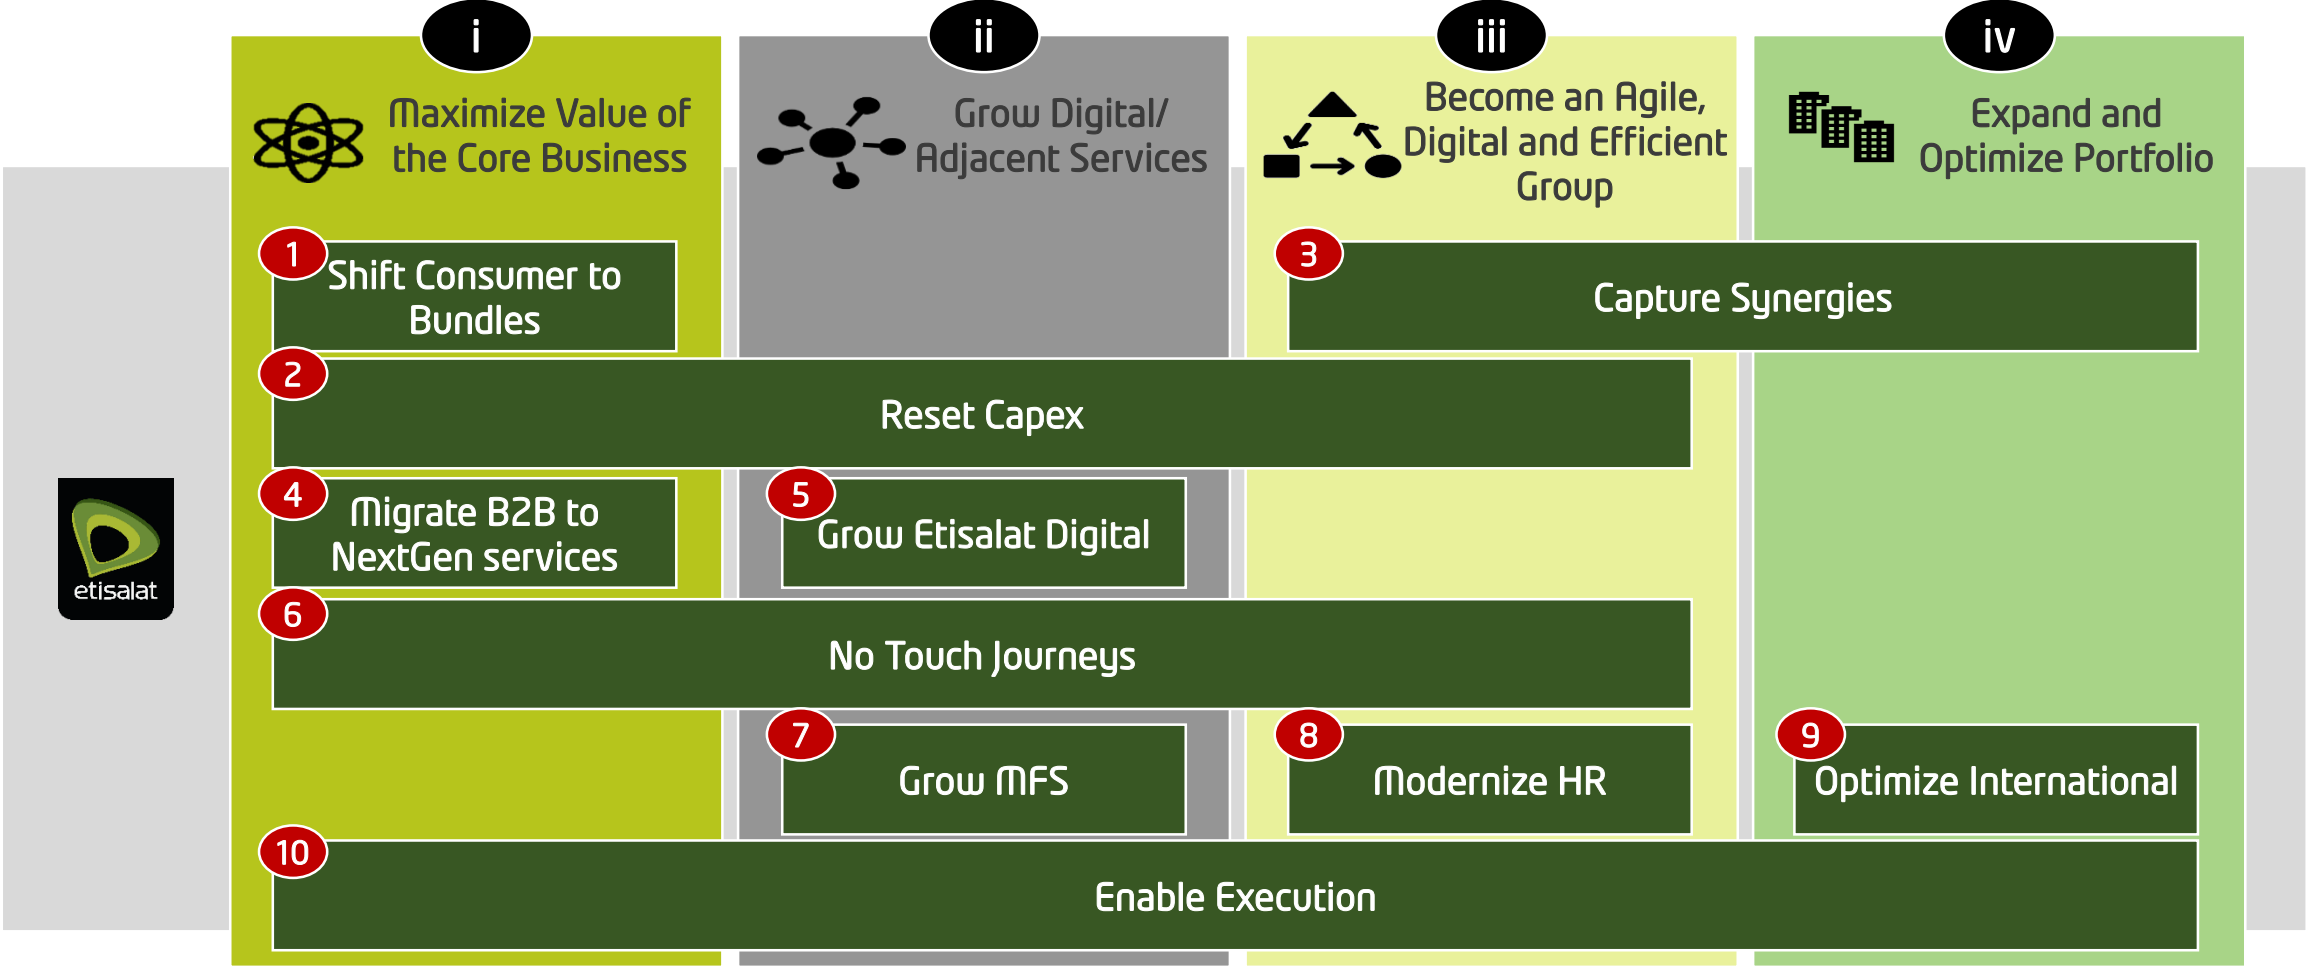 i
Maximize Value of
the Core Business
ii
Grow Digital/
Adjacent Services
iii
Become an Agile,
Digital and Efficient
Group
iv
Expand and
Optimize Portfolio
1
Shift Consumer to
Bundles
3
Capture Synergies
2
Reset Capex
4
Migrate B2B to
NextGen services
5
Grow Etisalat Digital
etisalat
6
No Touch Journeys
7
Grow MFS
8
Modernize HR
9
Optimize International
10
Enable Execution